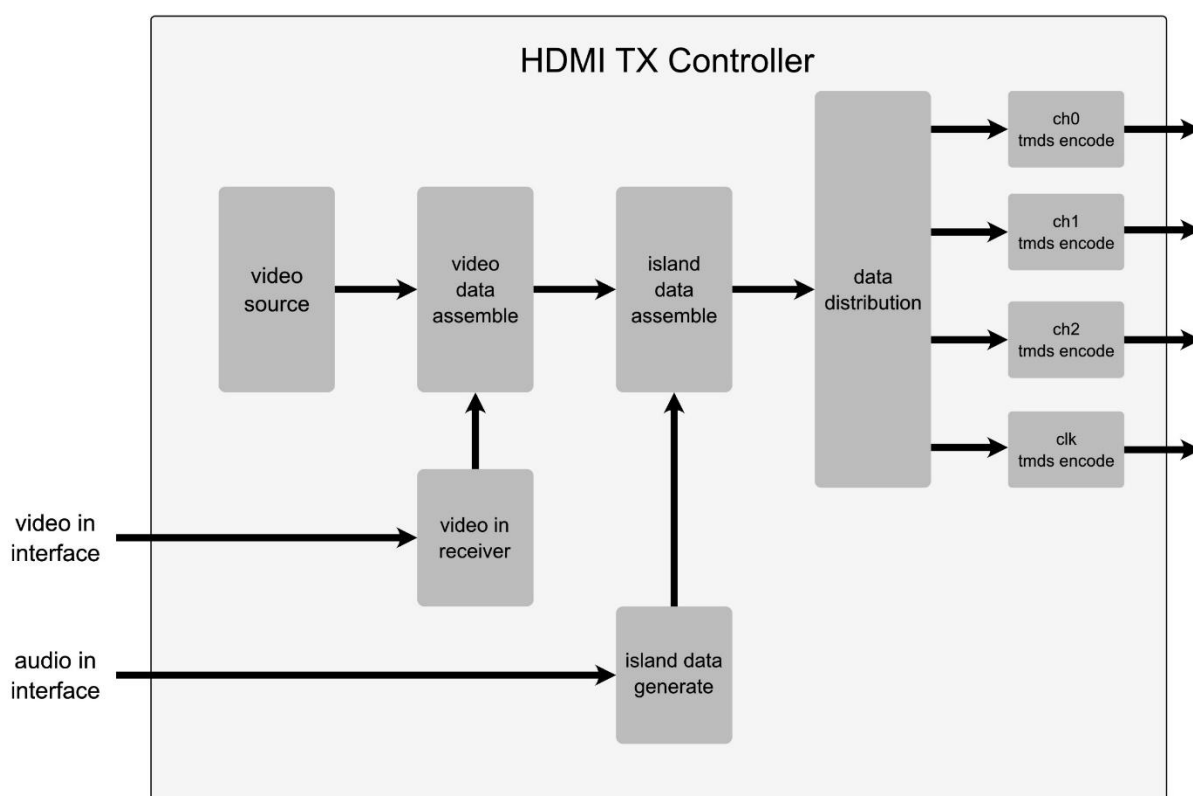 HDMI TX Controller
ch0
tmds encode
ch1
tmds encode
video
source
video
data
assemble
island
data
assemble
data
distribution
ch2
tmds encode
clk
tmds encode
video in
interface
video in
receiver
audio in
interface
island data
generate